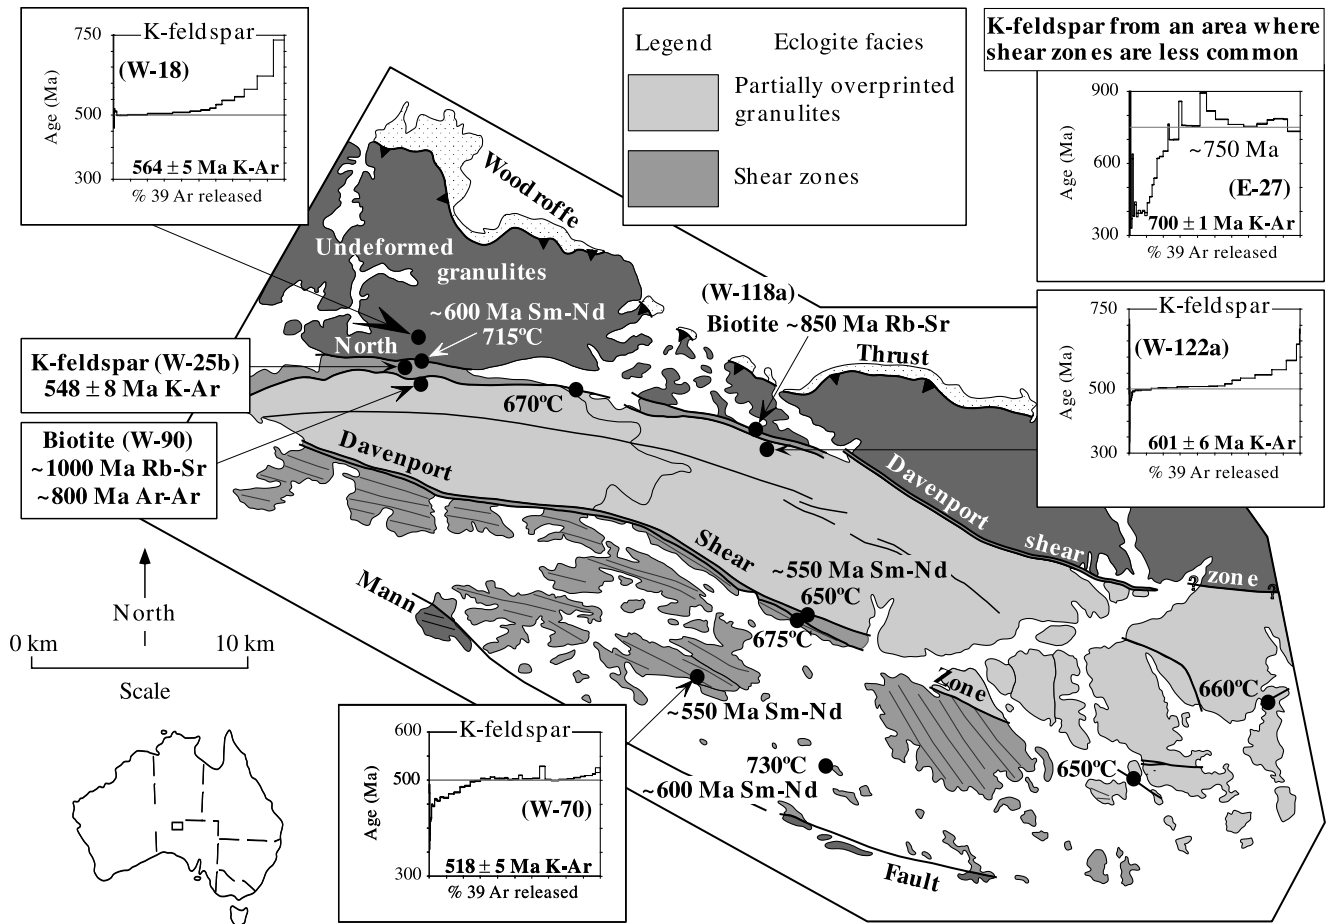 750
K-feldspar
(W-18)
Age (Ma)
500
564 ± 5 Ma K-Ar
300
% 39 Ar released
Legend
Eclogite facies
Partially overprinted
granulites
Shear zones
K-feldspar from an area where
shear zones are less common
900
Age (Ma)
600
~750 Ma
(E-27)
700 ± 1 Ma K-Ar
300
% 39 Ar released
Woodroffe
Undeformed
granulites
~600 Ma Sm-Nd
715ºC
North
(W-118a)
Biotite ~850 Ma Rb-Sr
Thrust
750
K-feldspar
(W-122a)
Age (Ma)
500
601 ± 6 Ma K-Ar
300
% 39 Ar released
K-feldspar (W-25b)
548 ± 8 Ma K-Ar
670ºC
Biotite (W-90)
~1000 Ma Rb-Sr
~800 Ma Ar-Ar
Davenport
Davenport
shear
zone
?
?
Shear
~550 Ma Sm-Nd
650ºC
675ºC
Mann
North
0 km
10 km
Scale
Zone
660ºC
~550 Ma Sm-Nd
730ºC
~600 Ma Sm-Nd
650ºC
600
K-feldspar
Age (Ma)
500
(W-70)
518 ± 5 Ma K-Ar
300
% 39 Ar released
Fault